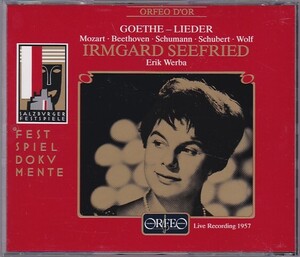 ORFEO D'OR
GOETHE – LIEDER
Mozart · Beethoven · Schumann · Schubert · Wolf
IRMGARD SEEFRIED
Erik Werba
SALZBURGER
FESTSPIELE
FEST
SPIEL
DOKU
MENTE
ORFEO
Live Recording 1957